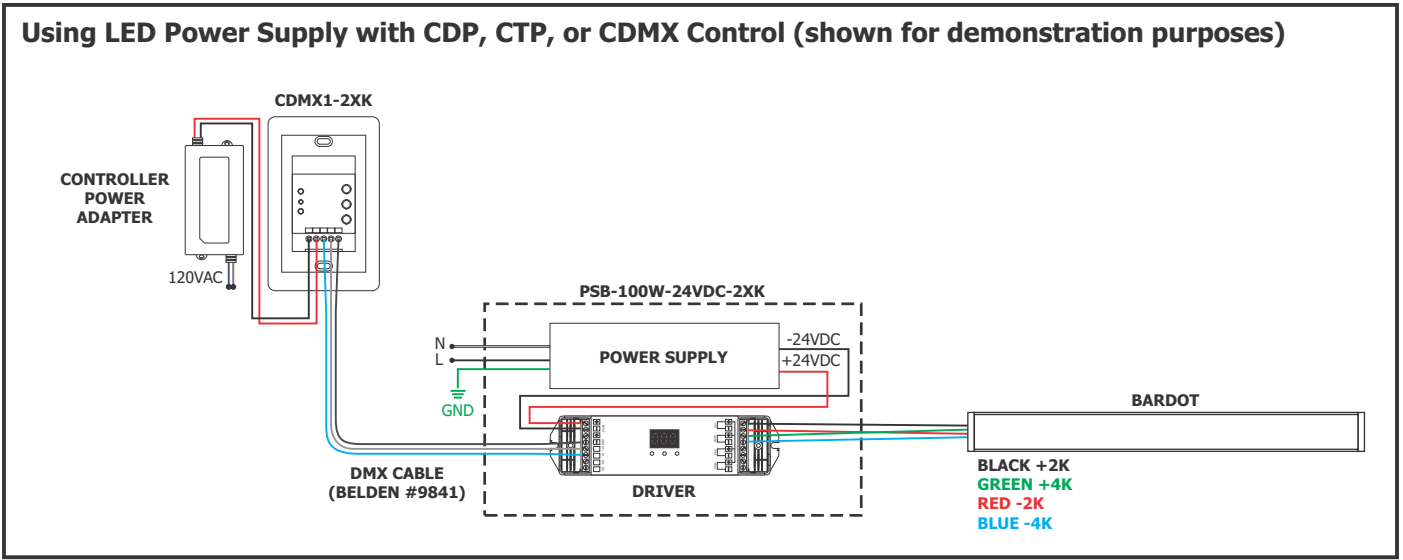 Using LED Power Supply with CDP, CTP, or CDMX Control (shown for demonstration purposes)
CDMX1-2XK
CONTROLLER
POWER
ADAPTER
120VAC
PSB-100W-24VDC-2XK
N
L
GND
POWER SUPPLY
-24VDC
+24VDC
DMX CABLE
(BELDEN #9841)
DRIVER
BARDOT
BLACK +2K
GREEN +4K
RED -2K
BLUE -4K